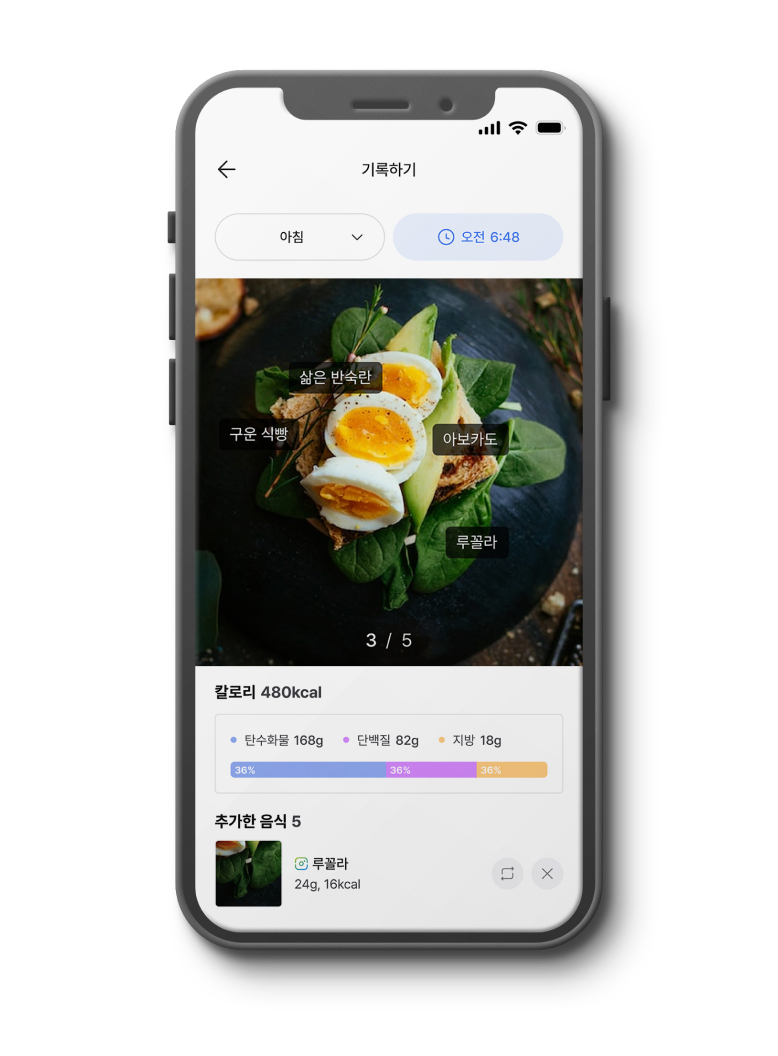 기록하기
아침
오전 6:48
삶은 반숙란
구운 식빵
아보카도
루꼴라
3 / 5
칼로리 480kcal
탄수화물 168g 단백질 82g 지방 18g
36% 36% 36%
추가한 음식 5
루꼴라
24g, 16kcal